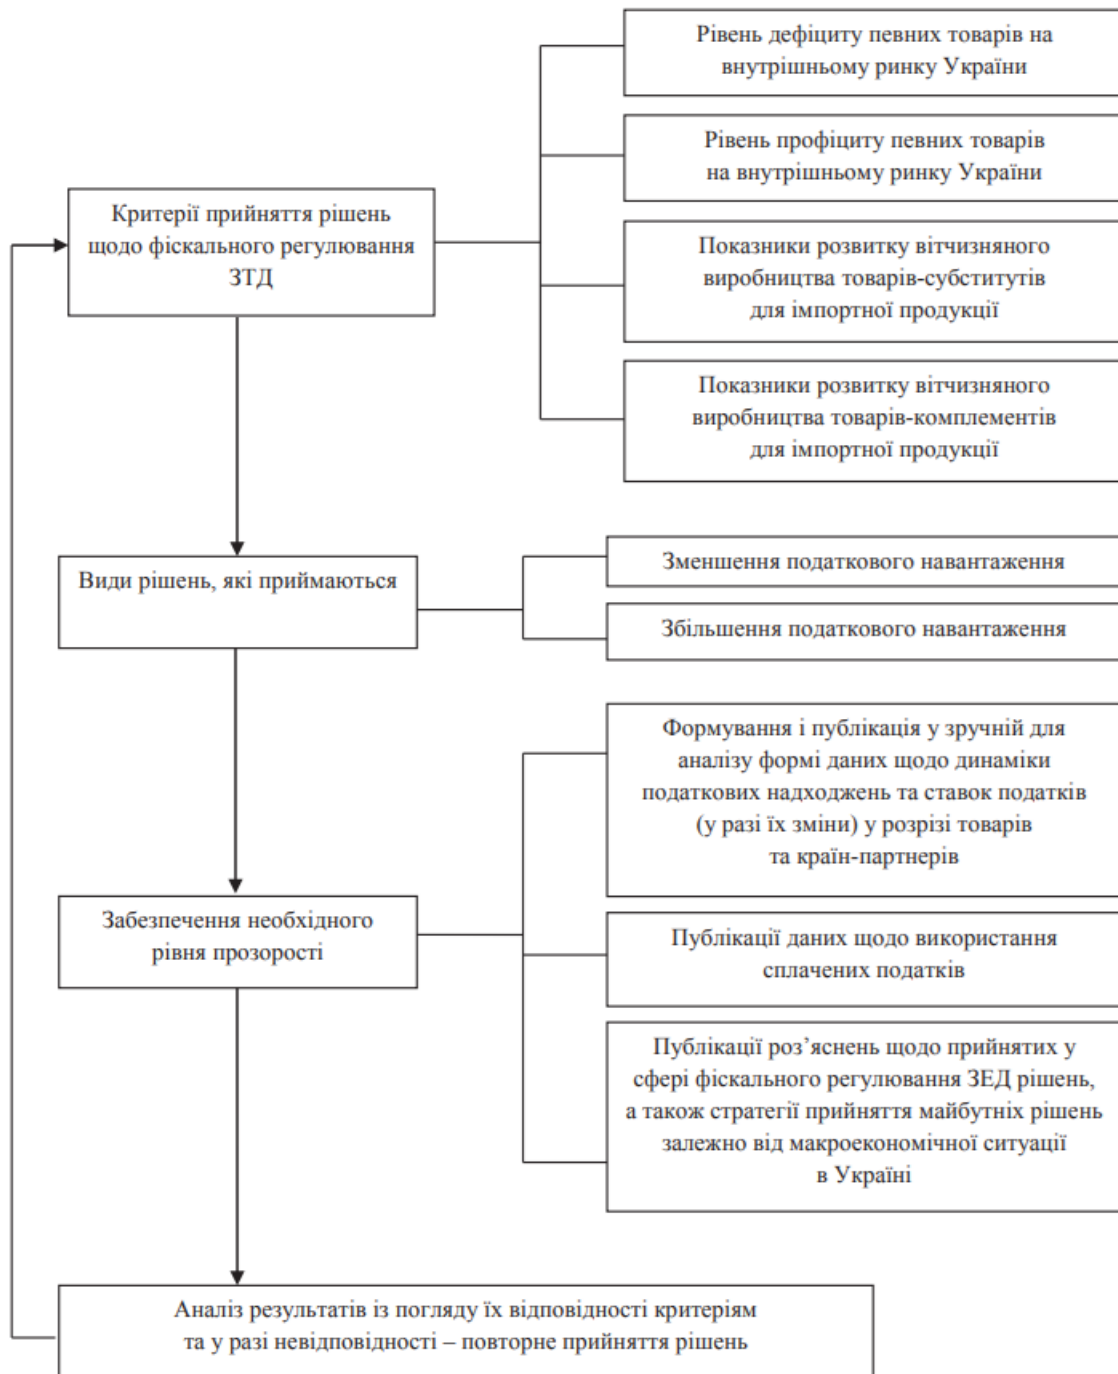 Рівень дефіциту певних товарів на
внутрішньому ринку України
Рівень профіциту певних товарів
на внутрішньому ринку України
Критерії прийняття рішень
щодо фіскального регулювання
ЗТД
Показники розвитку вітчизняного
виробництва товарів-субститутів
для імпортної продукції
Показники розвитку вітчизняного
виробництва товарів-комплементів
для імпортної продукції
Види рішень, які приймаються
Зменшення податкового навантаження
Збільшення податкового навантаження
Формування і публікація у зручній для
аналізу формі даних щодо динаміки
податкових надходжень та ставок податків
(у разі їх зміни) у розрізі товарів
та країн-партнерів
Забезпечення необхідного
рівня прозорості
Публікації даних щодо використання
сплачених податків
Публікації роз’яснень щодо прийнятих у
сфері фіскального регулювання ЗЕД рішень,
а також стратегії прийняття майбутніх рішень
залежно від макроекономічної ситуації
в Україні
Аналіз результатів із погляду їх відповідності критеріям
та у разі невідповідності – повторне прийняття рішень